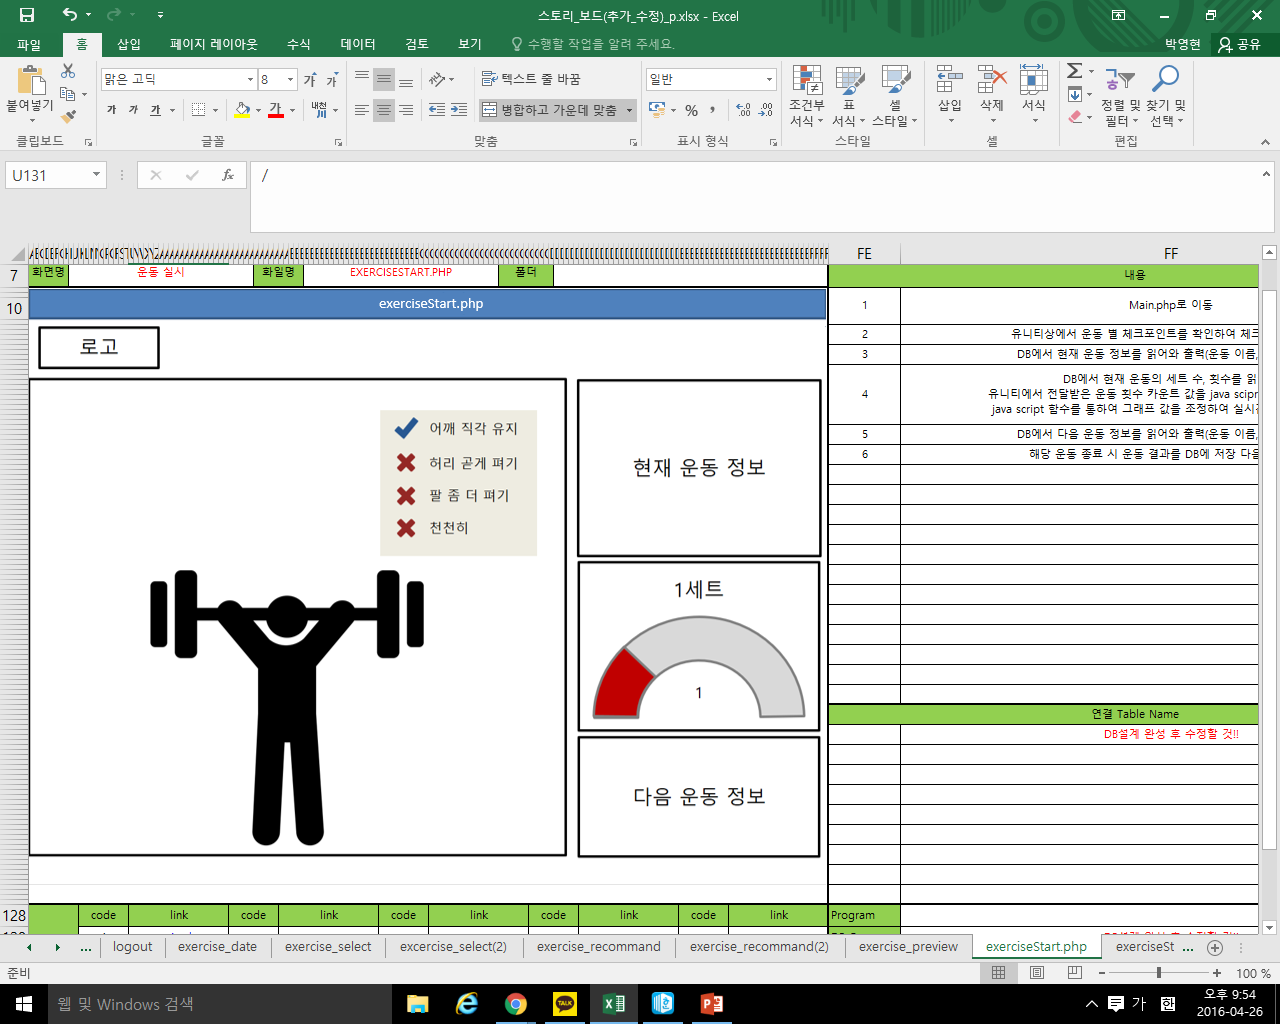 스토리_보드(추가_수정)_p.xlsx - Excel
파일 홈 삽입 페이지 레이아웃 수식 데이터 검토 보기 수행할 작업을 알려 주세요. 박영현 공유
붙여넣기
클립보드
맑은 고딕 8
가 가 가 가 내천
글꼴
텍스트 줄 바꿈
병합하고 가운데 맞춤
맞춤
일반
% ,
표시 형식
조건부 서식
표 서식
셀 스타일
스타일
삽입 삭제 서식
셀
정렬 및 필터
찾기 및 선택
편집
U131 fx /
FE FF
7 화면명 운동 실시 화일명 EXERCISESTART.PHP 폴더 내용
10 exerciseStart.php
1 Main.php로 이동
2 유니티상에서 운동 별 체크포인트를 확인하여 체크
3 DB에서 현재 운동 정보를 읽어와 출력(운동 이름,
4 DB에서 현재 운동의 세트 수, 횟수를 읽
유니티에서 전달받은 운동 횟수 카운트 값을 java scipr
java script 함수를 통하여 그래프 값을 조정하여 실시
5 DB에서 다음 운동 정보를 읽어와 출력(운동 이름,
6 해당 운동 종료 시 운동 결과를 DB에 저장 다음
로고
어깨 직각 유지
허리 곧게 펴기
팔 좀 더 펴기
천천히
현재 운동 정보
1세트
1
다음 운동 정보
연결 Table Name
DB설계 완성 후 수정할 것!!
128 code link code link code link code link code link Program
... logout exercise_date exercise_select excercise_select(2) exercise_recommand exercise_recommand(2) exercise_preview exerciseStart.php exerciseSt ...
준비 100 %
웹 및 Windows 검색
TALK
가 한
오후 9:54
2016-04-26